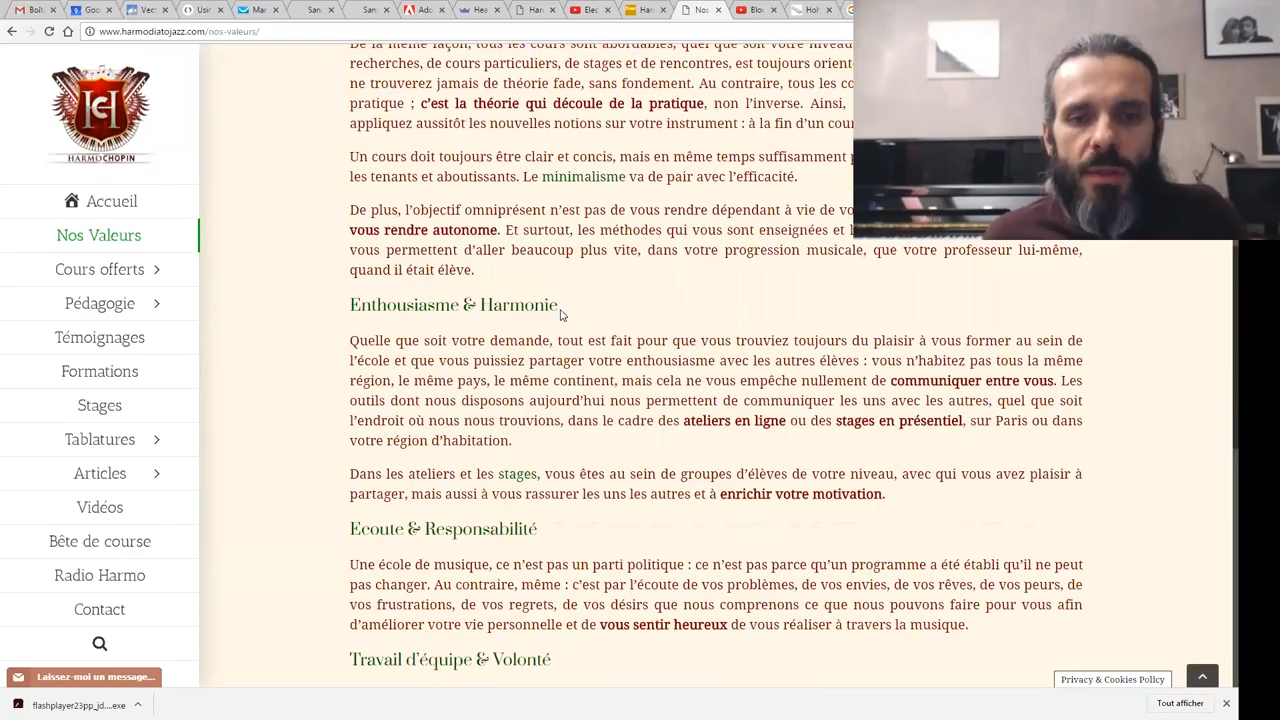 Boît
Goo
Vect
Usin
Ma
San
Sa
Ado
Hea
Har
Elec
Har
Nos
Blo
Hol
www.harmodiatojazz.com/nos-valeurs/
HC
HARMOCHOPIN
Accueil
Nos Valeurs
Cours offerts
Pédagogie
Témoignages
Formations
Stages
Tablatures
Articles
Vidéos
Bête de course
Radio Harmo
Contact
Laissez-moi un message...
De la même façon, tous les cours sont abordables, quel que soit votre niveau
recherches, de cours particuliers, de stages et de rencontres, est toujours orient
ne trouverez jamais de théorie fade, sans fondement. Au contraire, tous les co
pratique ; c’est la théorie qui découle de la pratique, non l’inverse. Ainsi,
appliquez aussitôt les nouvelles notions sur votre instrument : à la fin d’un cour
Un cours doit toujours être clair et concis, mais en même temps suffisamment
les tenants et aboutissants. Le minimalisme va de pair avec l’efficacité.
De plus, l’objectif omniprésent n’est pas de vous rendre dépendant à vie de vo
vous rendre autonome. Et surtout, les méthodes qui vous sont enseignées et l
vous permettent d’aller beaucoup plus vite, dans votre progression musicale, que votre professeur lui-même,
quand il était élève.
Enthousiasme & Harmonie
Quelle que soit votre demande, tout est fait pour que vous trouviez toujours du plaisir à vous former au sein de
l’école et que vous puissiez partager votre enthousiasme avec les autres élèves : vous n’habitez pas tous la même
région, le même pays, le même continent, mais cela ne vous empêche nullement de communiquer entre vous. Les
outils dont nous disposons aujourd’hui nous permettent de communiquer les uns avec les autres, quel que soit
l’endroit où nous nous trouvions, dans le cadre des ateliers en ligne ou des stages en présentiel, sur Paris ou dans
votre région d’habitation.
Dans les ateliers et les stages, vous êtes au sein de groupes d’élèves de votre niveau, avec qui vous avez plaisir à
partager, mais aussi à vous rassurer les uns les autres et à enrichir votre motivation.
Ecoute & Responsabilité
Une école de musique, ce n’est pas un parti politique : ce n’est pas parce qu’un programme a été établi qu’il ne peut
pas changer. Au contraire, même : c’est par l’écoute de vos problèmes, de vos envies, de vos rêves, de vos peurs, de
vos frustrations, de vos regrets, de vos désirs que nous comprenons ce que nous pouvons faire pour vous afin
d’améliorer votre vie personnelle et de vous sentir heureux de vous réaliser à travers la musique.
Travail d’équipe & Volonté
Privacy & Cookies Policy
flashplayer23pp_jd....exe
Tout afficher